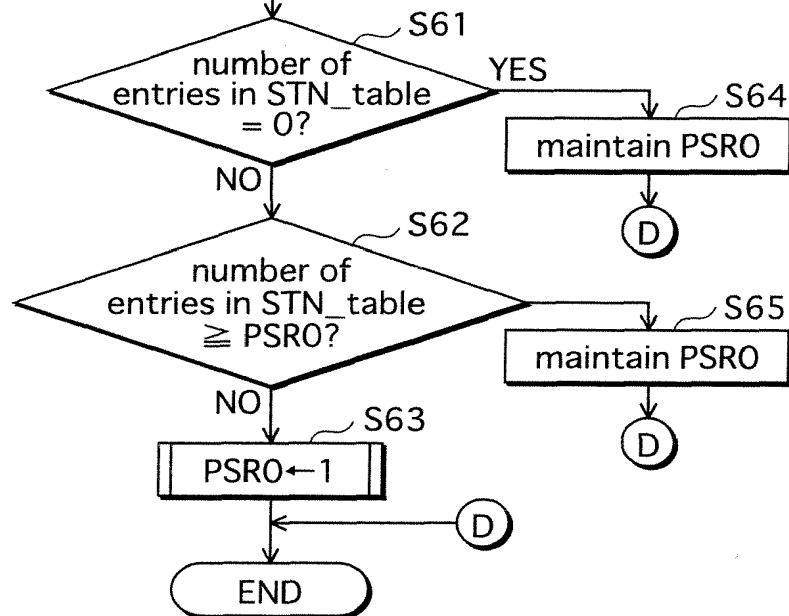 S61
number of
entries in STN_table
= 0?
YES
S64
maintain PSR0
D
NO
S62
number of
entries in STN_table
≧ PSR0?
S65
maintain PSR0
D
NO
S63
PSR0←1
D
END